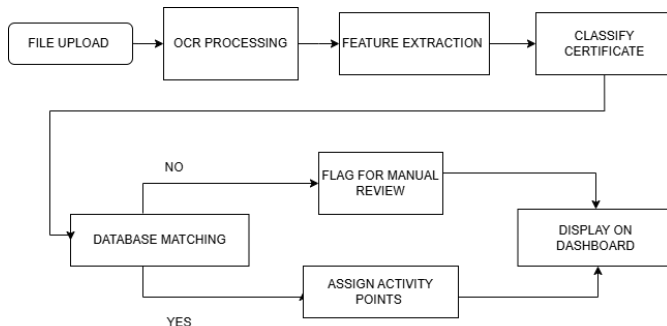 FILE UPLOAD
OCR PROCESSING
FEATURE EXTRACTION
CLASSIFY
CERTIFICATE
NO
FLAG FOR MANUAL
REVIEW
DATABASE MATCHING
DISPLAY ON
DASHBOARD
ASSIGN ACTIVITY
POINTS
YES